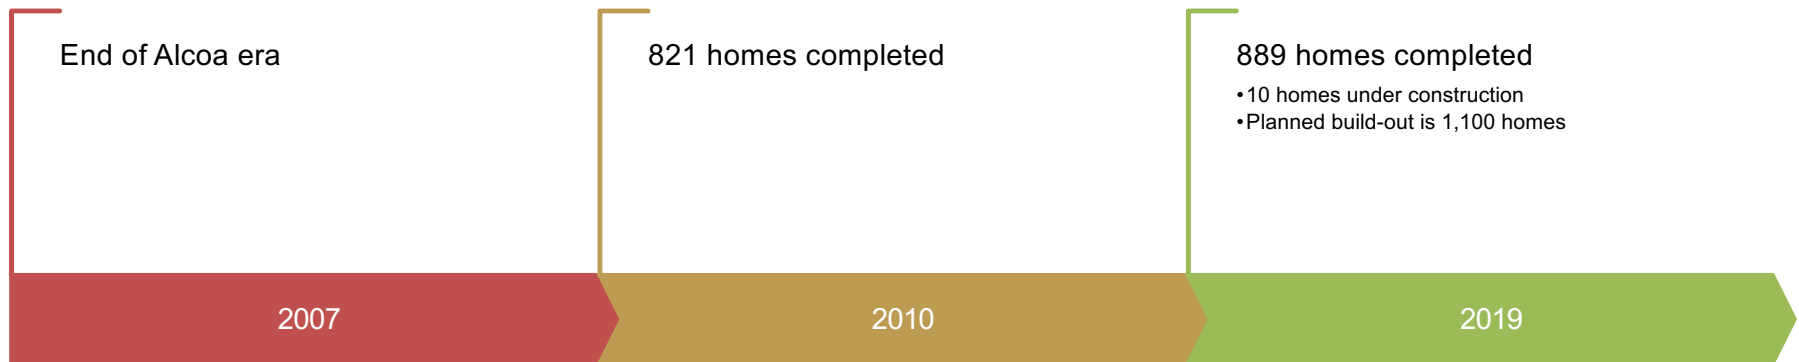 End of Alcoa era
821 homes completed
889 homes completed
•10 homes under construction
•Planned build-out is 1,100 homes
2007
2010
2019